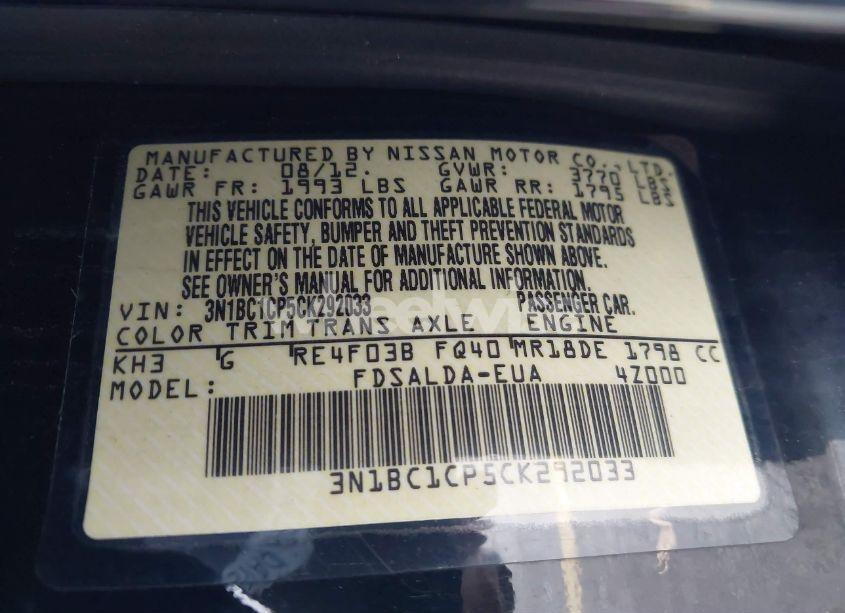 MANUFACTURED BY NISSAN MOTOR CO., LTD.
DATE: 08/12. GVWR: 3770 LBS
GAWR FR: 1993 LBS GAWR RR: 1795 LBS
THIS VEHICLE CONFORMS TO ALL APPLICABLE FEDERAL MOTOR
VEHICLE SAFETY, BUMPER AND THEFT PREVENTION STANDARDS
IN EFFECT ON THE DATE OF MANUFACTURE SHOWN ABOVE.
SEE OWNER'S MANUAL FOR ADDITIONAL INFORMATION.
VIN: 3N1BC1CP5CK292033 PASSENGER CAR.
COLOR TRIM TRANS AXLE ENGINE
KH3 G RE4F03B FQ40 MR18DE 1798 CC
MODEL: FDSALDA-EUA 4Z000
3N1BC1CP5CK292033